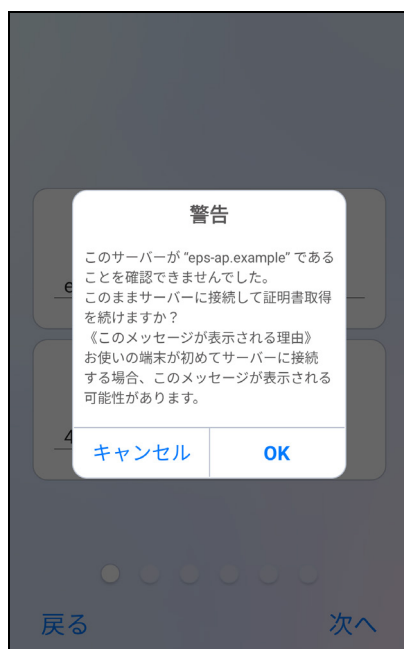 警告
このサーバーが "eps-ap.example" である
ことを確認できませんでした。
このままサーバーに接続して証明書取得
を続けますか？
《このメッセージが表示される理由》
お使いの端末が初めてサーバーに接続
する場合、このメッセージが表示される
可能性があります。
e
4
キャンセル OK
戻る 次へ